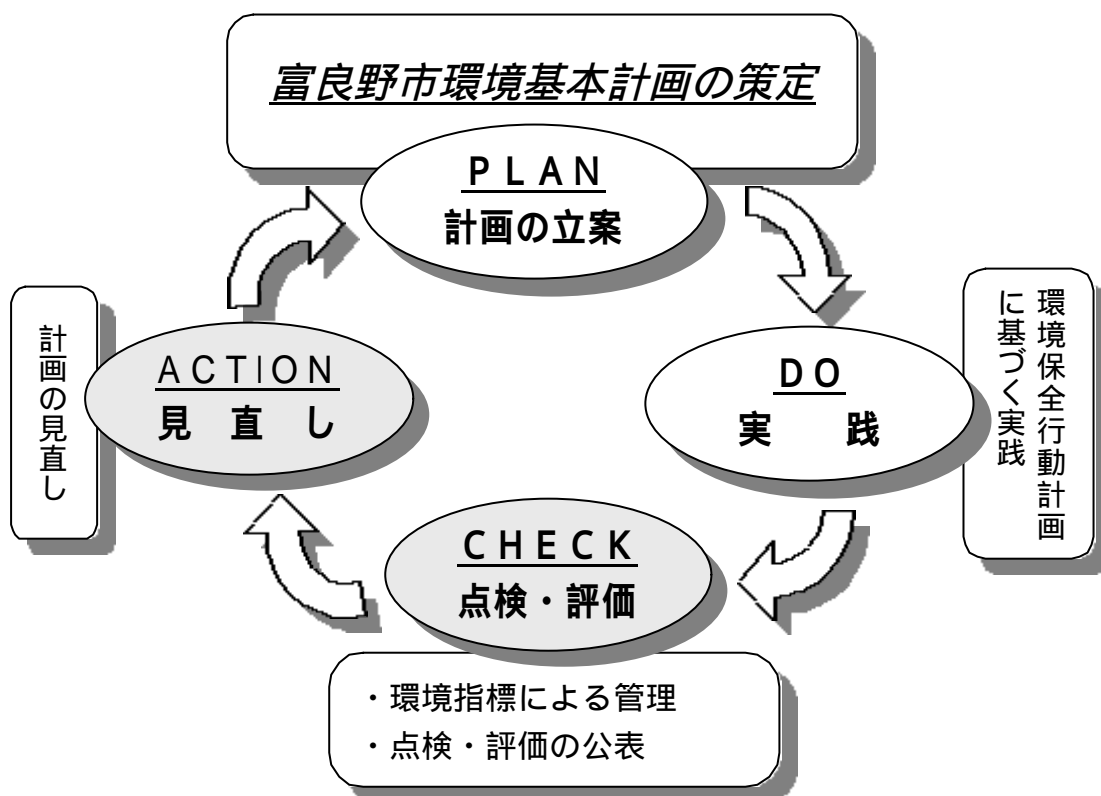 富良野市環境基本計画の策定
PLAN
計画の立案
環境保全行動計画
に基づく実践
DO
実　　践
CHECK
点検・評価
・環境指標による管理
・点検・評価の公表
ACTION
見　直　し
計画の見直し